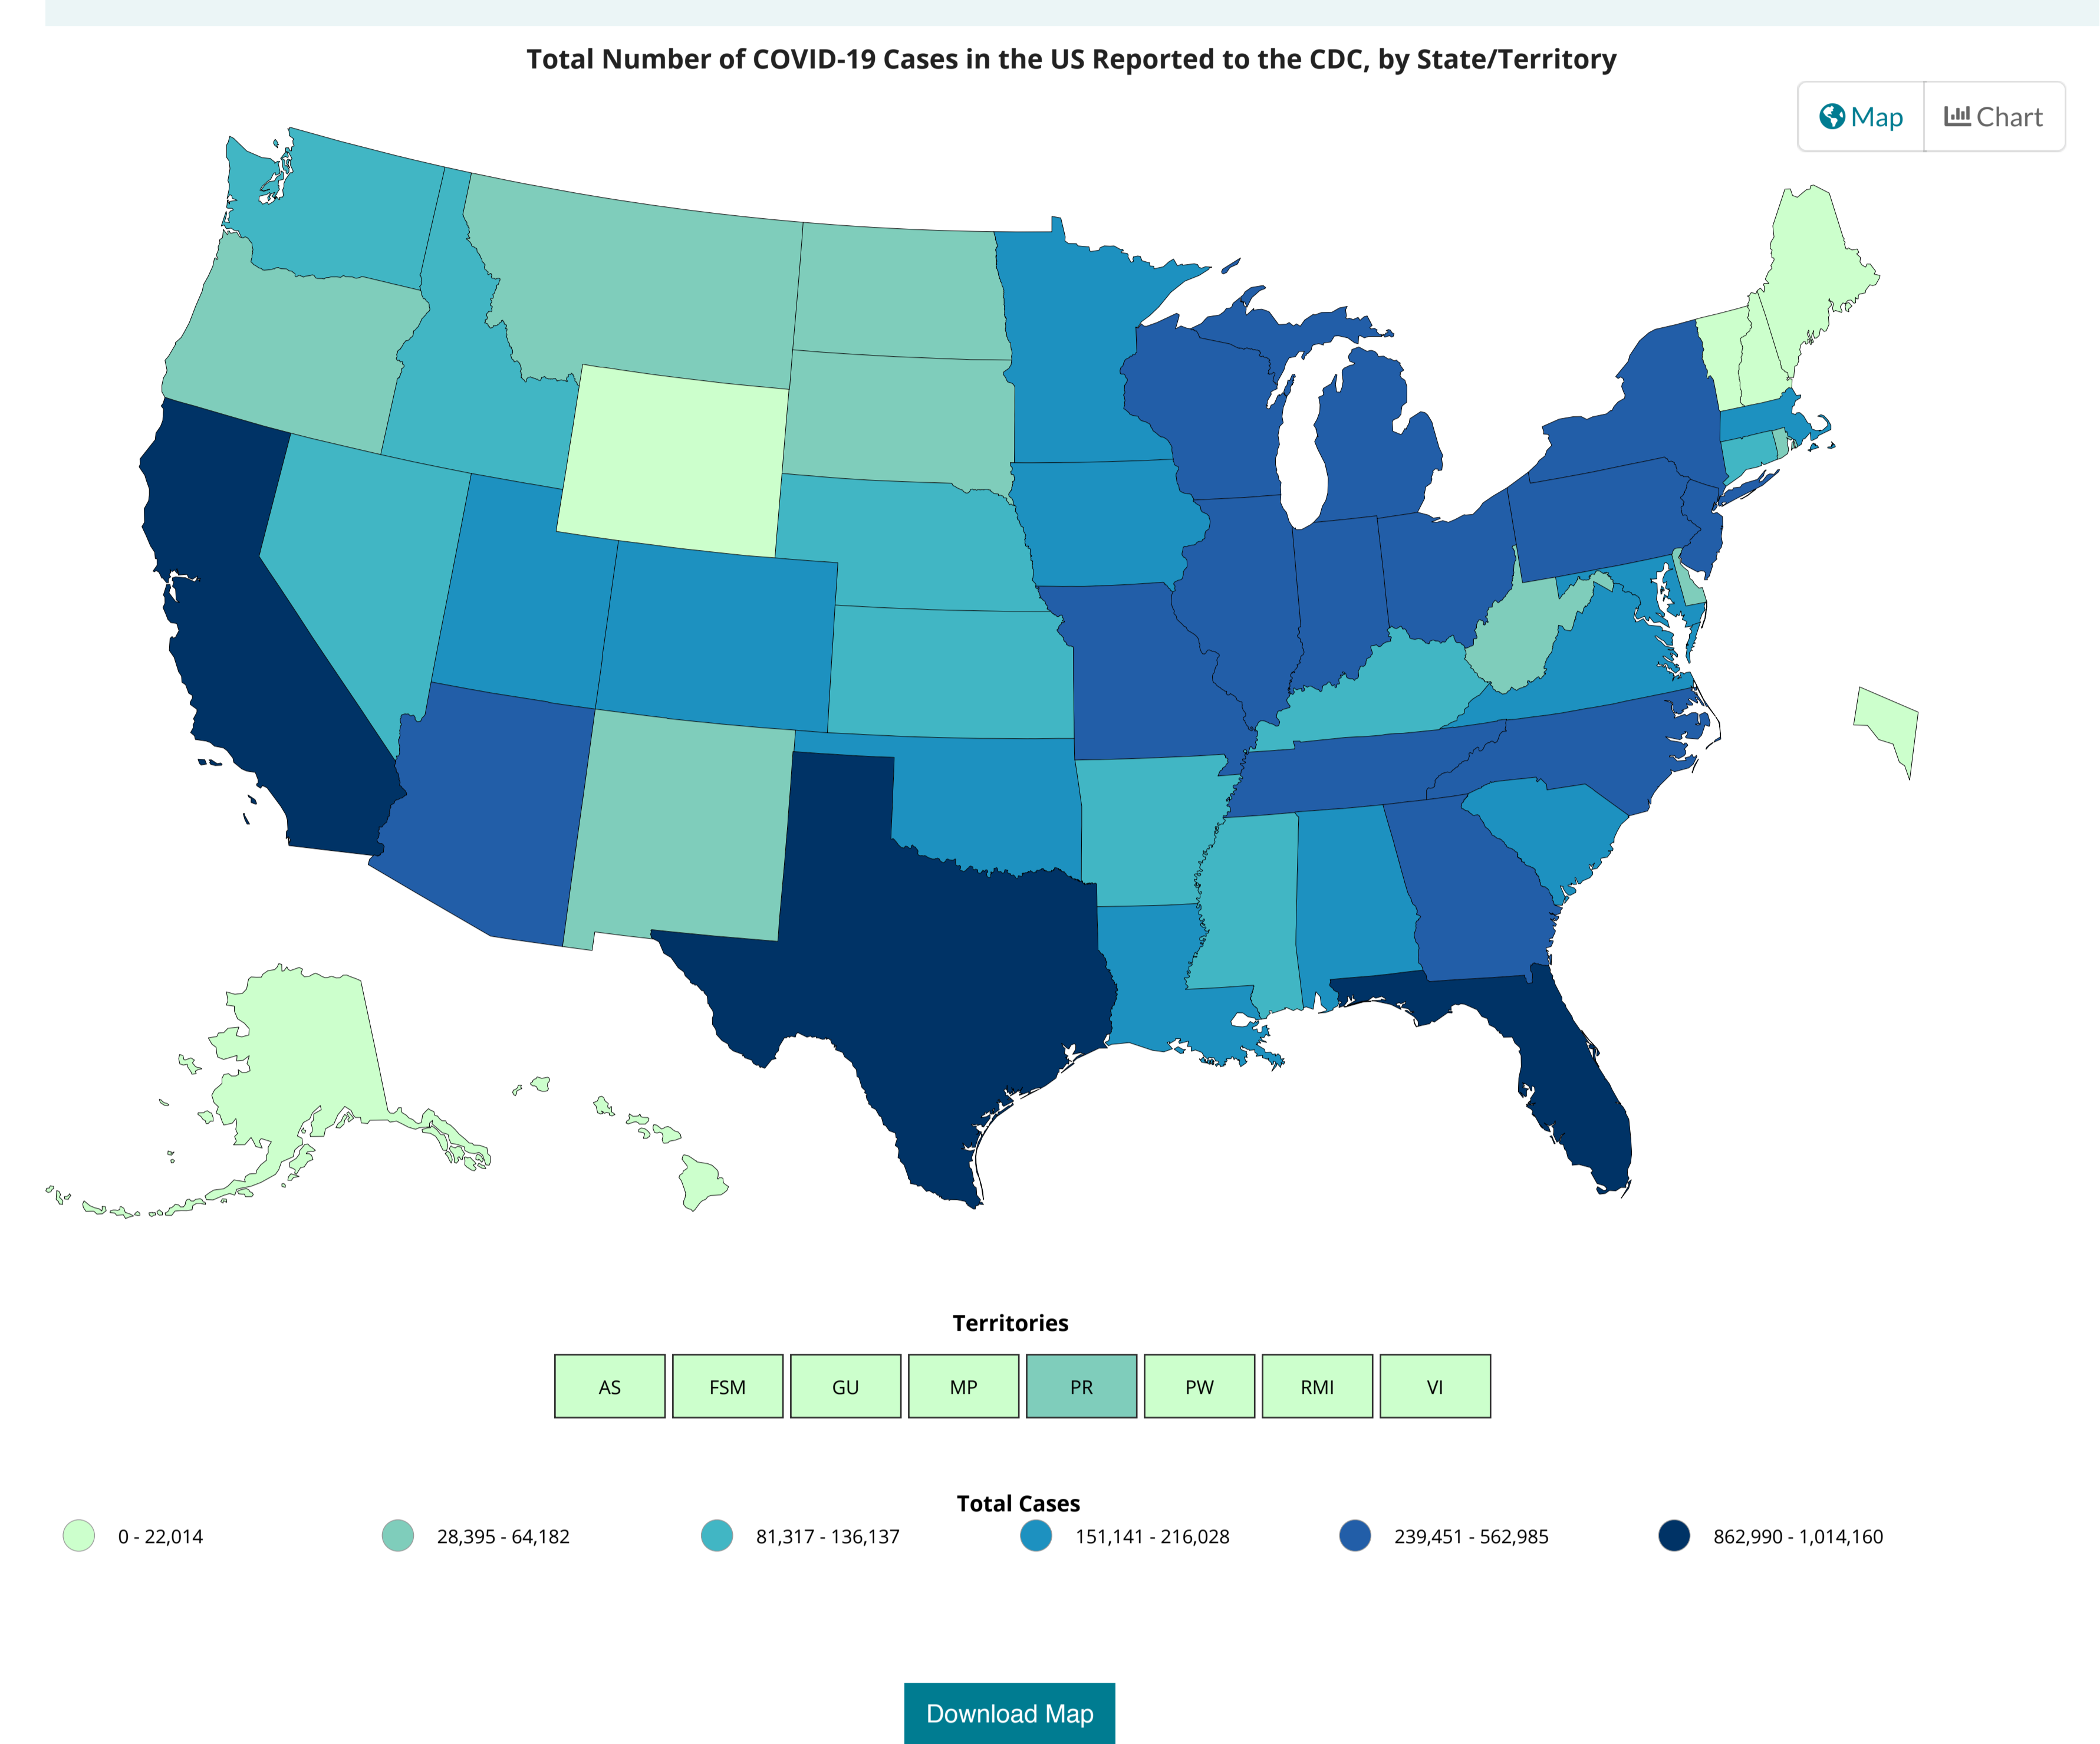 Total Number of COVID-19 Cases in the US Reported to the CDC, by State/Territory
Map
Chart
Territories
AS
FSM
GU
MP
PR
PW
RMI
VI
Total Cases
0 - 22,014
28,395 - 64,182
81,317 - 136,137
151,141 - 216,028
239,451 - 562,985
862,990 - 1,014,160
Download Map